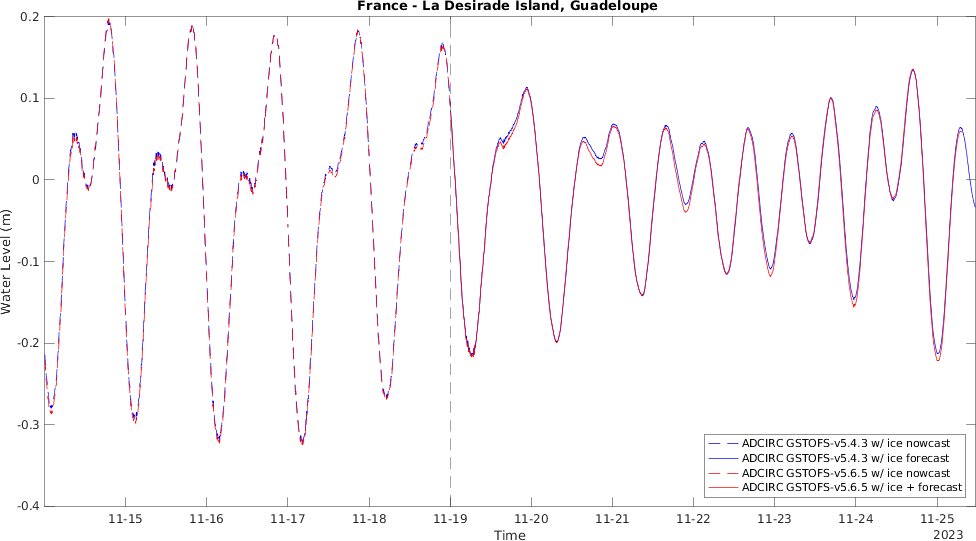 France - La Desirade Island, Guadeloupe
0.2
0.1
0
-0.1
-0.2
-0.3
-0.4
Water Level (m)
11-15
11-16
11-17
11-18
11-19
11-20
11-21
11-22
11-23
11-24
11-25
2023
Time
ADCIRC GSTOFS-v5.4.3 w/ ice nowcast
ADCIRC GSTOFS-v5.4.3 w/ ice forecast
ADCIRC GSTOFS-v5.6.5 w/ ice nowcast
ADCIRC GSTOFS-v5.6.5 w/ ice + forecast